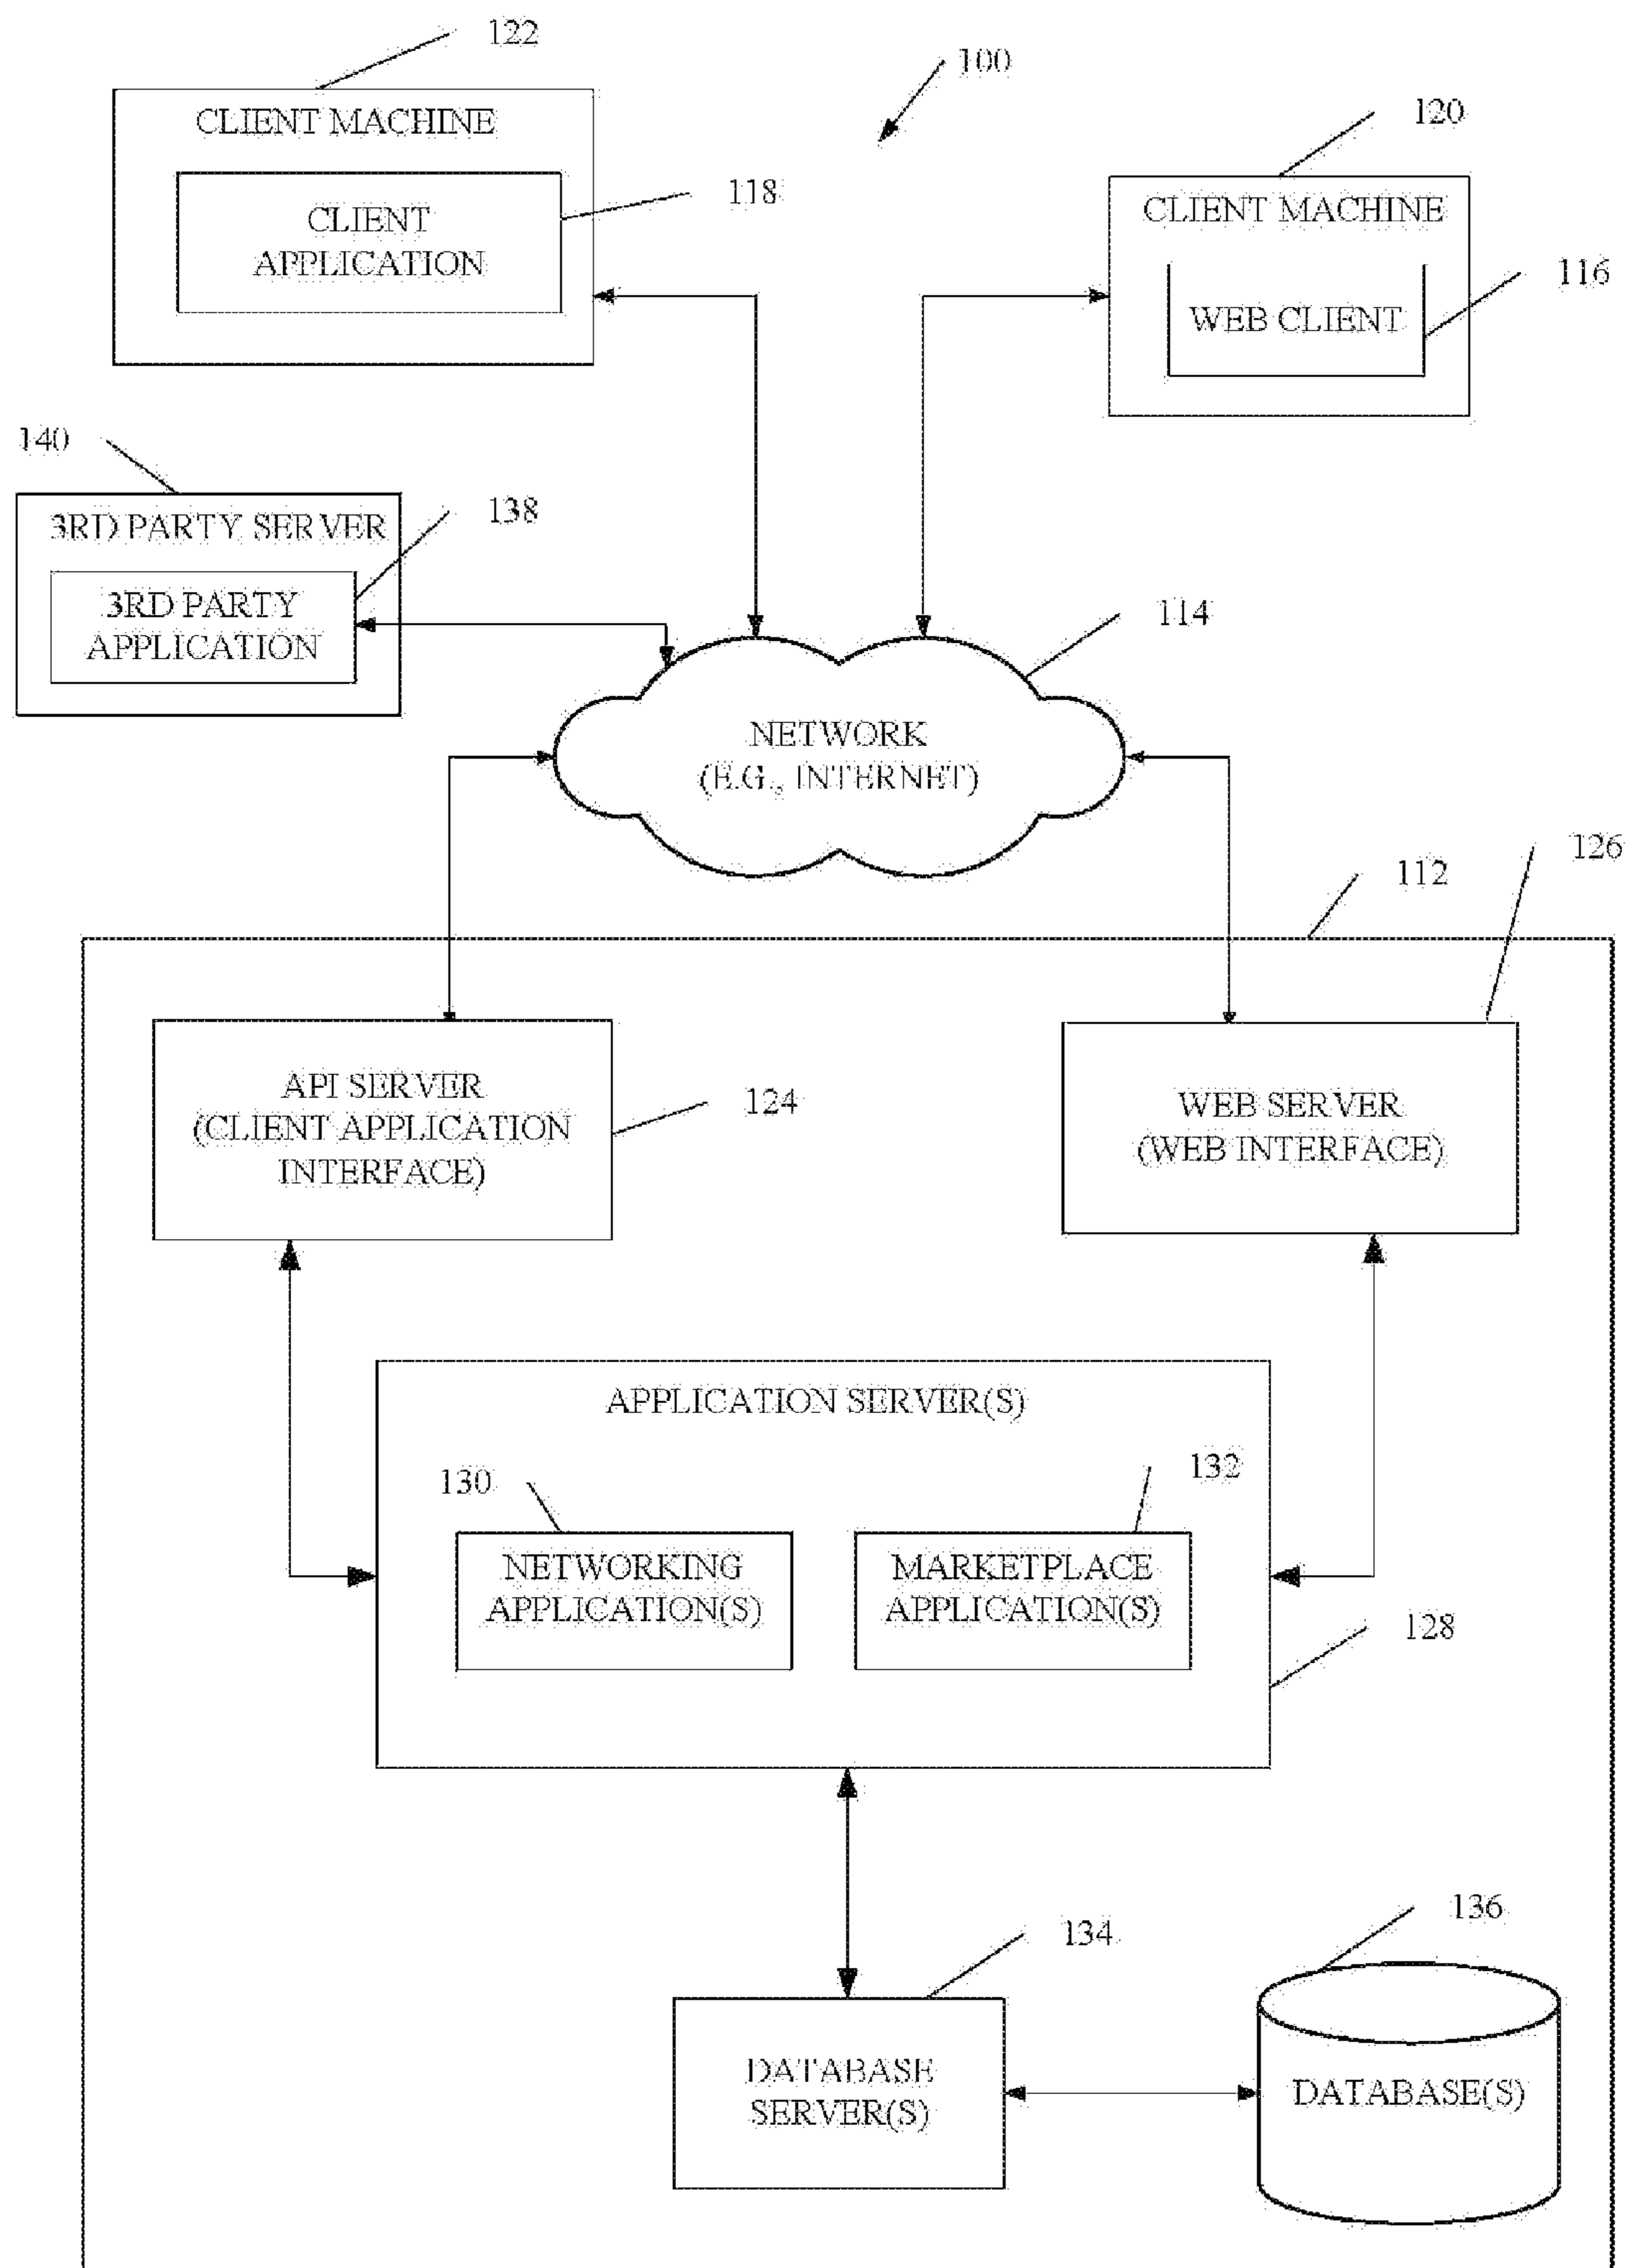 122
100
CLIENT MACHINE
120
118
CLIENT
APPLICATION
CLIENT MACHINE
116
WEB CLIENT
140
3RD PARTY SERVER
138
3RD PARTY
APPLICATION
114
NETWORK
(E.G., INTERNET)
126
112
API SERVER
(CLIENT APPLICATION
INTERFACE)
124
WEB SERVER
(WEB INTERFACE)
APPLICATION SERVER(S)
130
132
NETWORKING
APPLICATION(S)
MARKETPLACE
APPLICATION(S)
128
136
134
DATABASE
SERVER(S)
DATABASE(S)